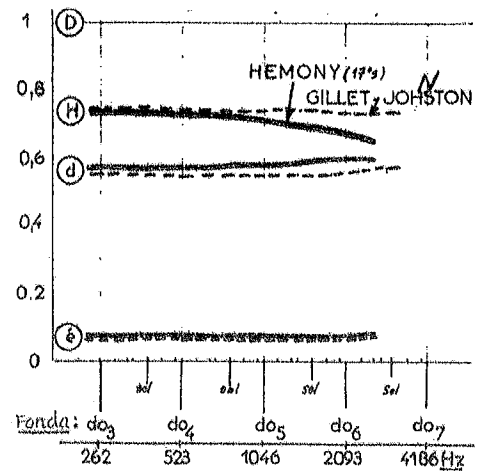 1 D
0,8
HEMONY (17es)
N
H GILLET y JOHSTON
0,6 d
0,4
0.2
é
0
sol sol sol sol
Fonda: do3 do4 do5 do6 do7
262 523 1046 2093 4186 Hz